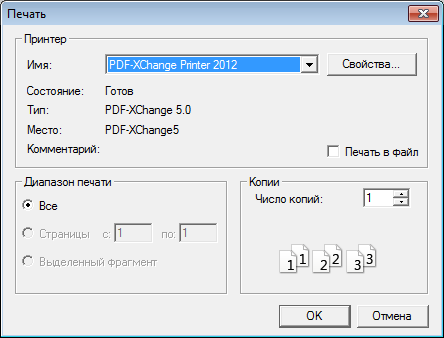 Печать
Принтер
Имя: PDF-XChange Printer 2012 Свойства...
Состояние: Готов
Тип: PDF-XChange 5.0
Место: PDF-XChange5
Комментарий: Печать в файл
Диапазон печати
Все
Страницы с: 1 по: 1
Выделенный фрагмент
Копии
Число копий: 1
1 1 2 2 3 3
OK Отмена